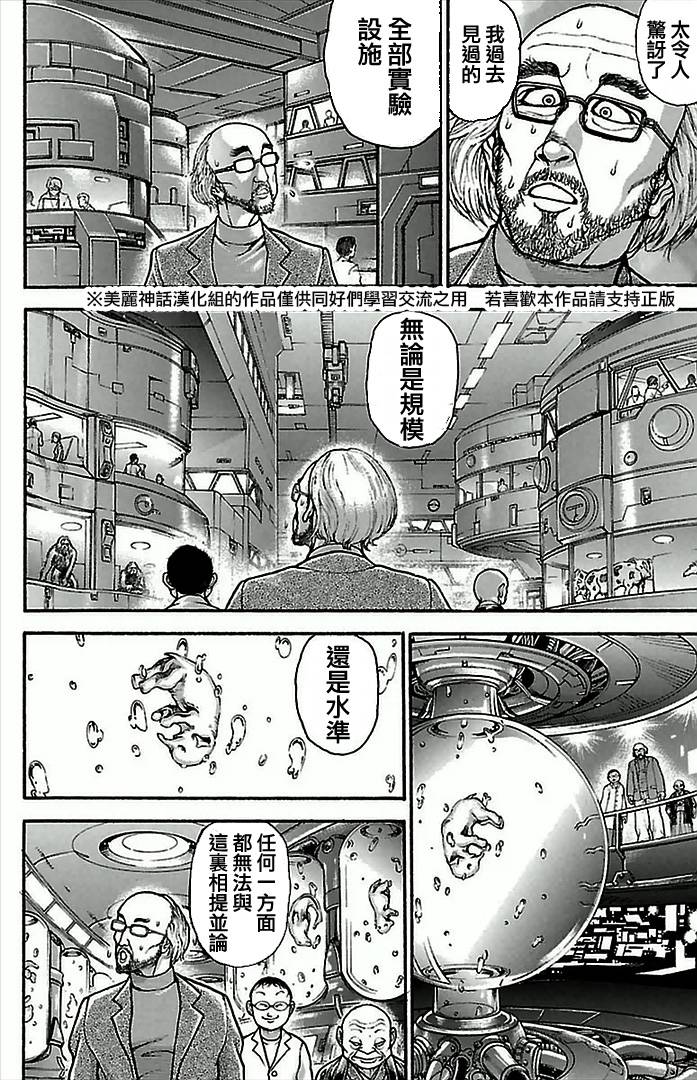 太令人
驚訝了
我過去
見過的
全部實驗
設施
※美麗神話漢化組的作品僅供同好們學習交流之用　若喜歡本作品請支持正版
無論是規模
還是水準
任何一方面
都無法與
這裏相提並論